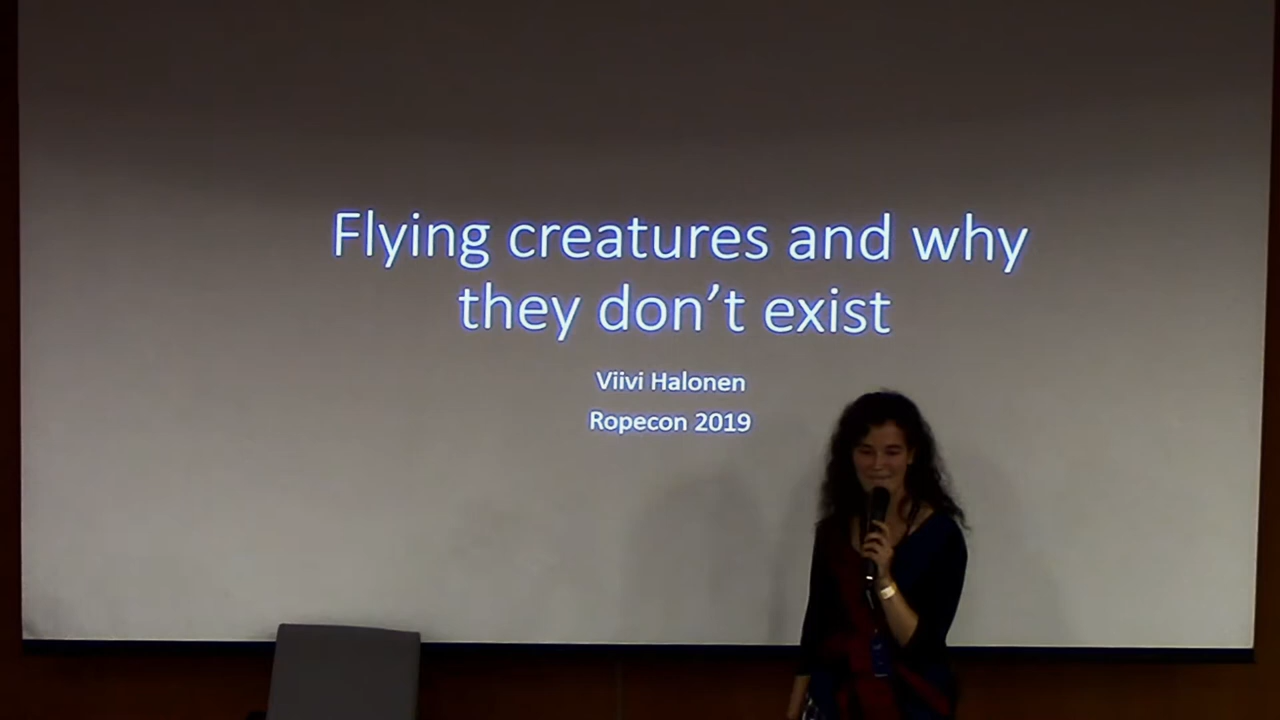 Flying creatures and why
they don't exist
Viivi Halonen
Ropecon 2019